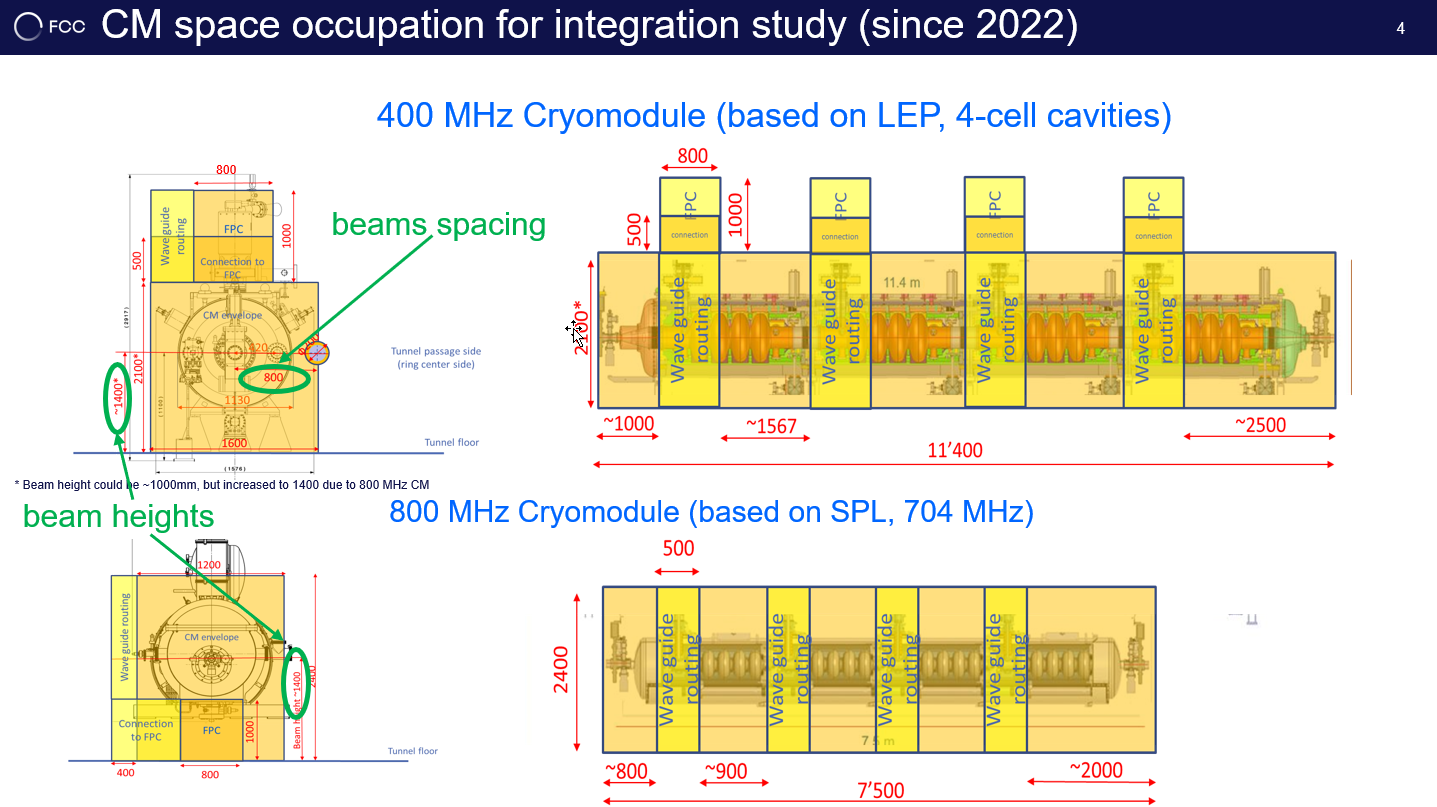 FCC
CM space occupation for integration study (since 2022)
4
400 MHz Cryomodule (based on LEP, 4-cell cavities)
800
Wave guide
routing
FPC
1000
500
Connection to
FPC
beams spacing
CM envelope
(2917)
620
800
Tunnel passage side
(ring center side)
2100*
~1400*
(1100)
1130
1600
Tunnel floor
(1576)
* Beam height could be ~1000mm, but increased to 1400 due to 800 MHz CM
beam heights
800
FPC
FPC
FPC
FPC
500
1000
connection
connection
connection
connection
11.4 m
Wave guide
routing
Wave guide
routing
Wave guide
routing
Wave guide
routing
~1000
~1567
~2500
11'400
800 MHz Cryomodule (based on SPL, 704 MHz)
1200
Wave guide routing
CM envelope
2400
Beam height ~1400
Connection
to FPC
FPC
1000
Tunnel floor
400
800
500
2400
Wave guide
routing
Wave guide
routing
Wave guide
routing
Wave guide
routing
~800
~900
~2000
7'500